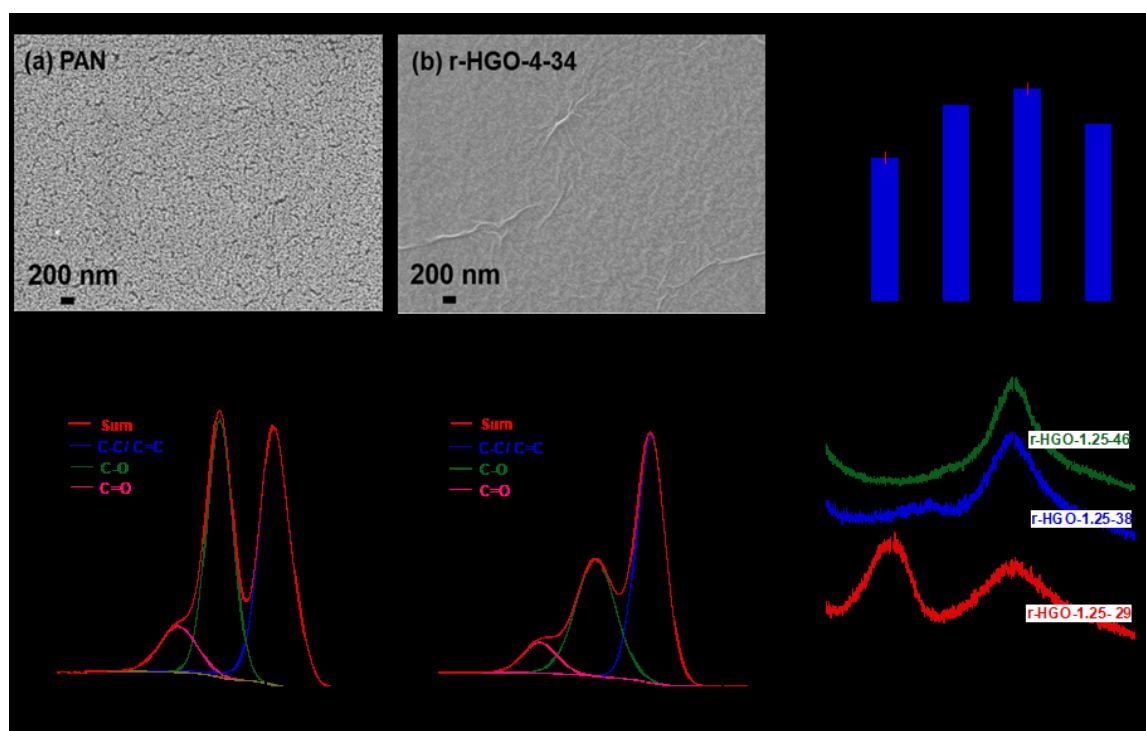 (a) PAN
(b) r-HGO-4-34
200 nm
200 nm
Sum
C-C/ C=C
C-O
C=O
Sum
C-C/ C=C
C-O
C=O
r-HGO-1.25-46
r-HGO-1.25-38
r-HGO-1.25- 29